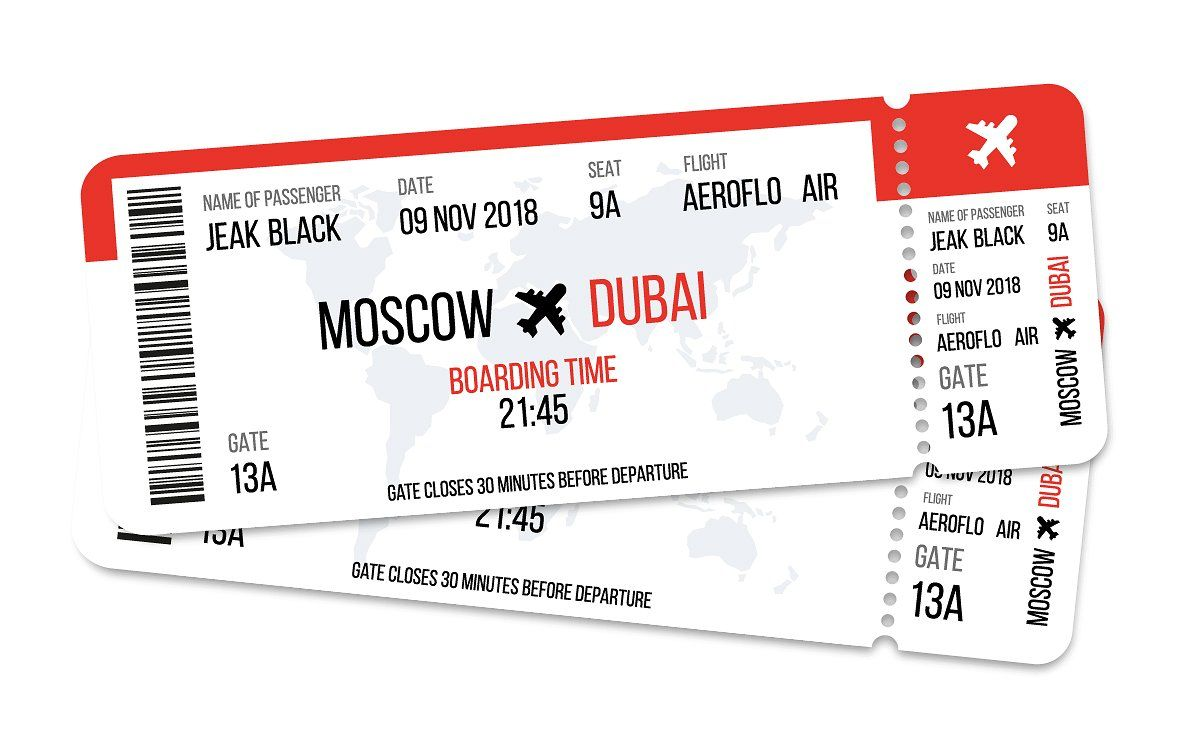 NAME OF PASSENGER
JEAK BLACK
DATE
09 NOV 2018
SEAT
9A
FLIGHT
AEROFLO AIR
MOSCOW DUBAI
BOARDING TIME
21:45
GATE
13A
GATE CLOSES 30 MINUTES BEFORE DEPARTURE
NAME OF PASSENGER
JEAK BLACK
SEAT
9A
DATE
09 NOV 2018
FLIGHT
AEROFLO AIR
GATE
13A
MOSCOW DUBAI
13A
21:45
GATE CLOSES 30 MINUTES BEFORE DEPARTURE
09 NOV 2018
FLIGHT
AEROFLO AIR
GATE
13A
MOSCOW DUBAI